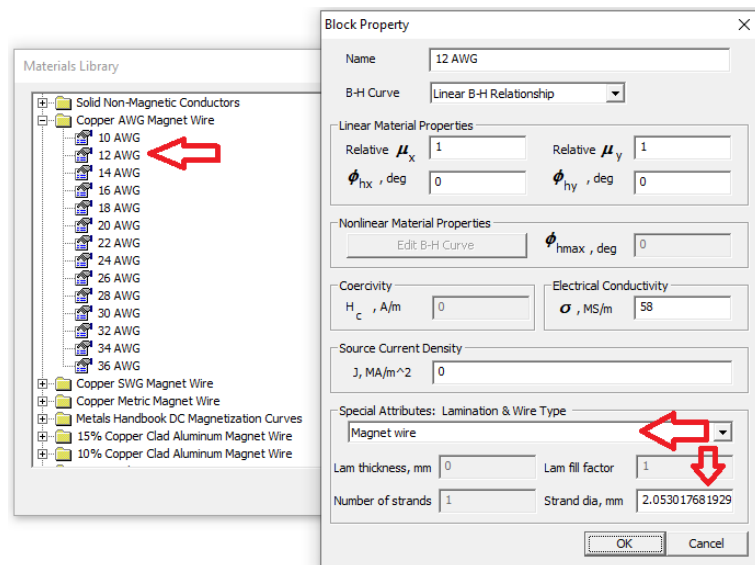 Materials Library
Solid Non-Magnetic Conductors
Copper AWG Magnet Wire
10 AWG
12 AWG
14 AWG
16 AWG
18 AWG
20 AWG
22 AWG
24 AWG
26 AWG
28 AWG
30 AWG
32 AWG
34 AWG
36 AWG
Copper SWG Magnet Wire
Copper Metric Magnet Wire
Metals Handbook DC Magnetization Curves
15% Copper Clad Aluminum Magnet Wire
10% Copper Clad Aluminum Magnet Wire
Block Property
Name 12 AWG
B-H Curve Linear B-H Relationship
Linear Material Properties
Relative μx 1 Relative μy 1
ϕhx , deg 0 ϕhy , deg 0
Nonlinear Material Properties
Edit B-H Curve ϕhmax , deg 0
Coercivity Electrical Conductivity
Hc , A/m 0 σ , MS/m 58
Source Current Density
J, MA/m^2 0
Special Attributes: Lamination & Wire Type
Magnet wire
Lam thickness, mm 0 Lam fill factor 1
Number of strands 1 Strand dia, mm 2.053017681929
OK Cancel